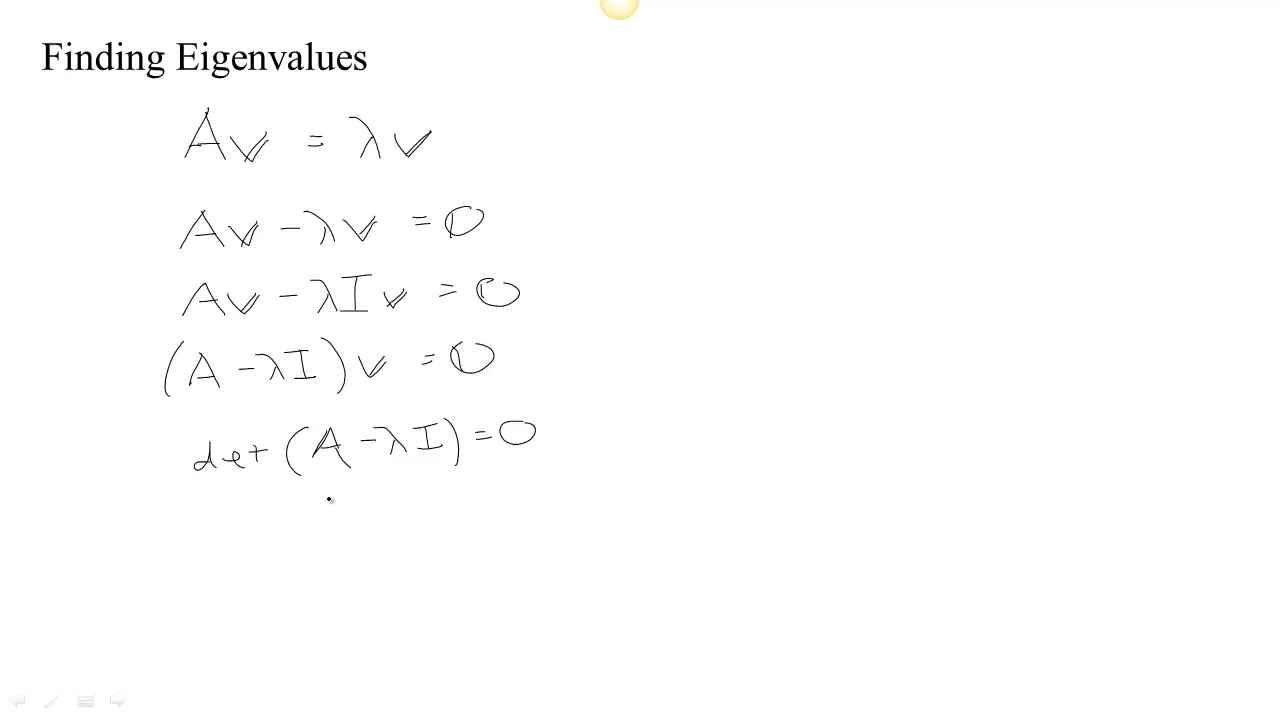 Finding Eigenvalues
Av = λv
Av - λv = 0
Av - λIv = 0
(A - λI)v = 0
det (A - λI) = 0